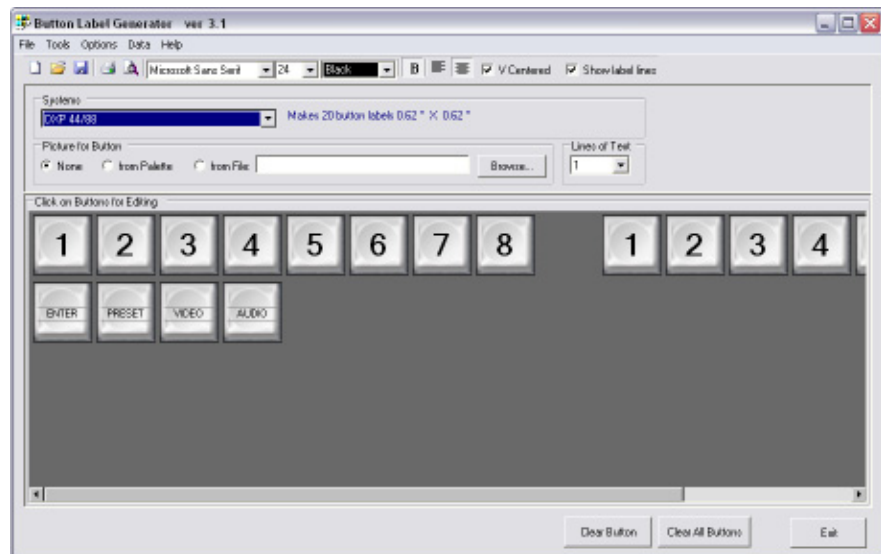 Button Label Generator ver 3.1
File Tools Options Data Help
Microsoft Sans Serif 24 Black B V Centered Show label lines
Systems
DXP 44/88 Makes 20 button labels 0.62 " X 0.62 "
Picture for Button Lines of Text
None from Palette from File: Browse... 1
Click on Buttons for Editing
1 2 3 4 5 6 7 8 1 2 3 4
ENTER PRESET VIDEO AUDIO
Clear Button Clear All Buttons Exit